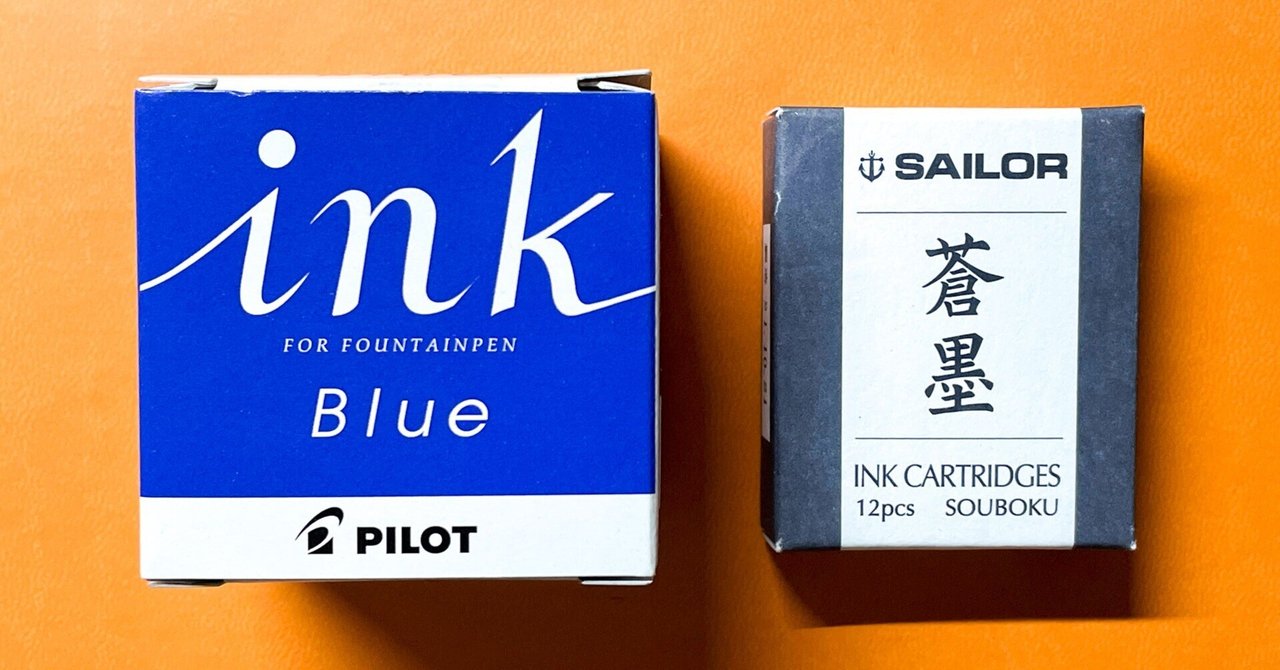 ink
FOR FOUNTAINPEN
Blue
PILOT
SAILOR
蒼墨
INK CARTRIDGES
12pcs SOUBOKU